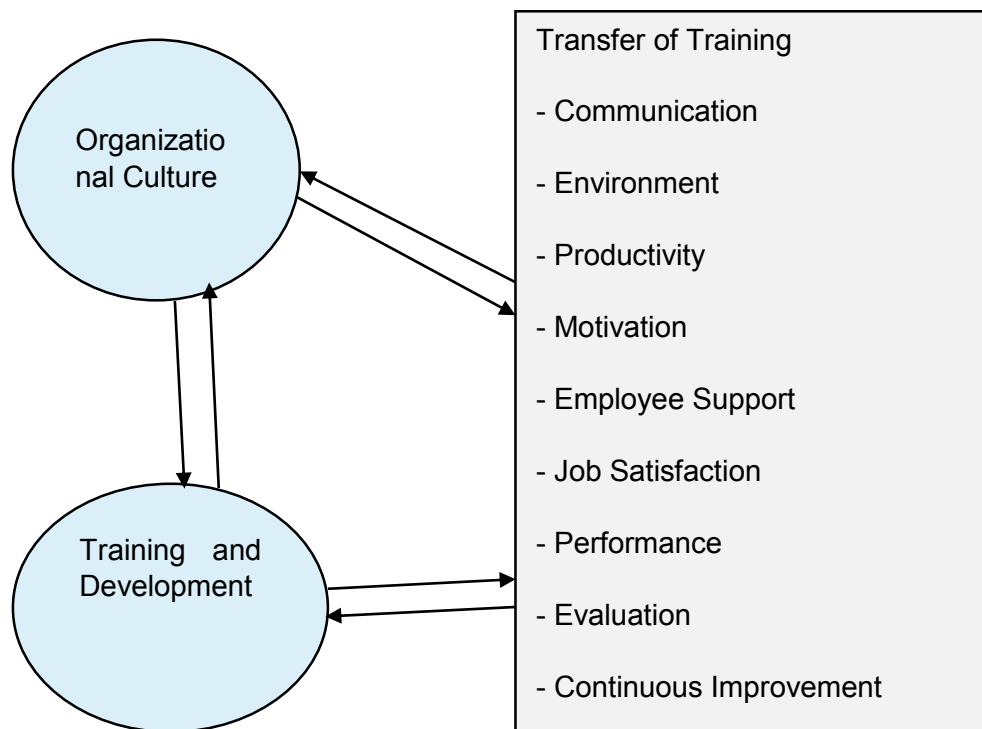 Organizatio
nal Culture
Training and
Development
Transfer of Training
- Communication
- Environment
- Productivity
- Motivation
- Employee Support
- Job Satisfaction
- Performance
- Evaluation
- Continuous Improvement